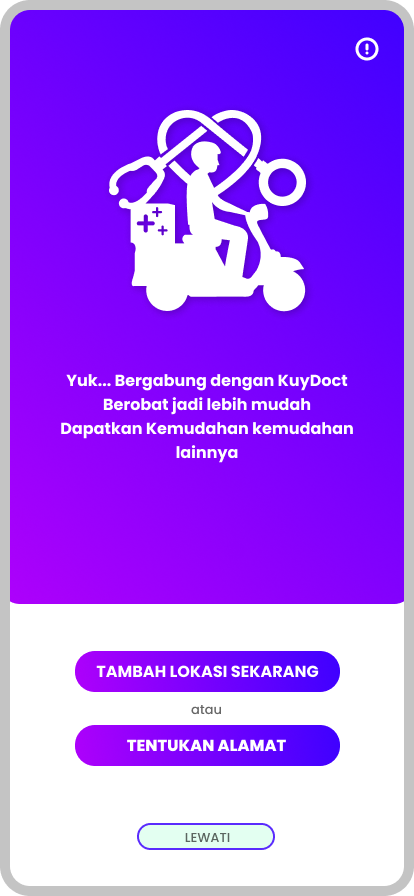 Yuk... Bergabung dengan KuyDoct
Berobat jadi lebih mudah
Dapatkan Kemudahan kemudahan
lainnya
TAMBAH LOKASI SEKARANG
atau
TENTUKAN ALAMAT
LEWATI